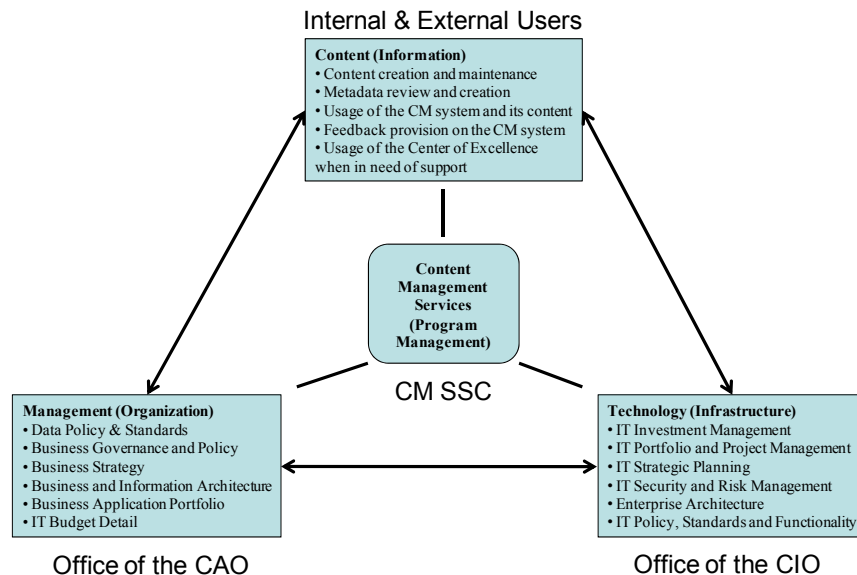 Internal & External Users
Content (Information)
• Content creation and maintenance
• Metadata review and creation
• Usage of the CM system and its content
• Feedback provision on the CM system
• Usage of the Center of Excellence
when in need of support
Content
Management
Services
(Program
Management)
CM SSC
Management (Organization)
• Data Policy & Standards
• Business Governance and Policy
• Business Strategy
• Business and Information Architecture
• Business Application Portfolio
• IT Budget Detail
Office of the CAO
Technology (Infrastructure)
• IT Investment Management
• IT Portfolio and Project Management
• IT Strategic Planning
• IT Security and Risk Management
• Enterprise Architecture
• IT Policy, Standards and Functionality
Office of the CIO